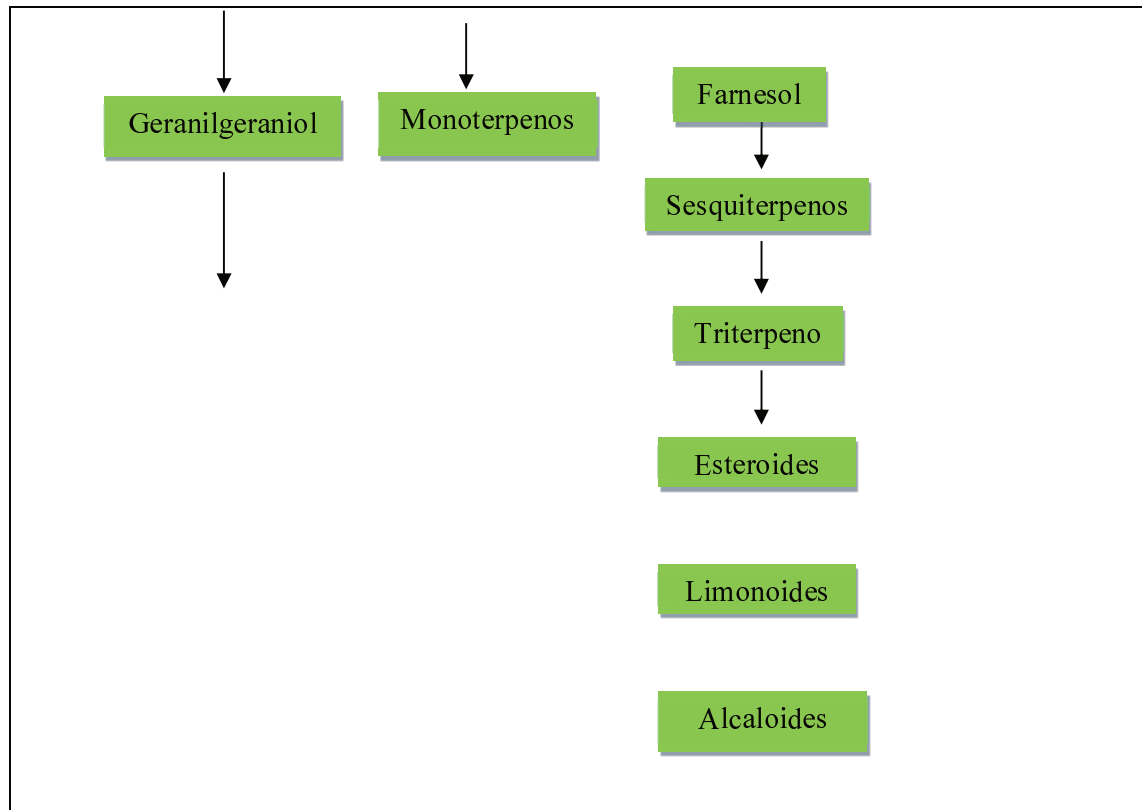 Geranilgeraniol
Monoterpenos
Farnesol
Sesquiterpenos
Triterpeno
Esteroides
Limonoides
Alcaloides